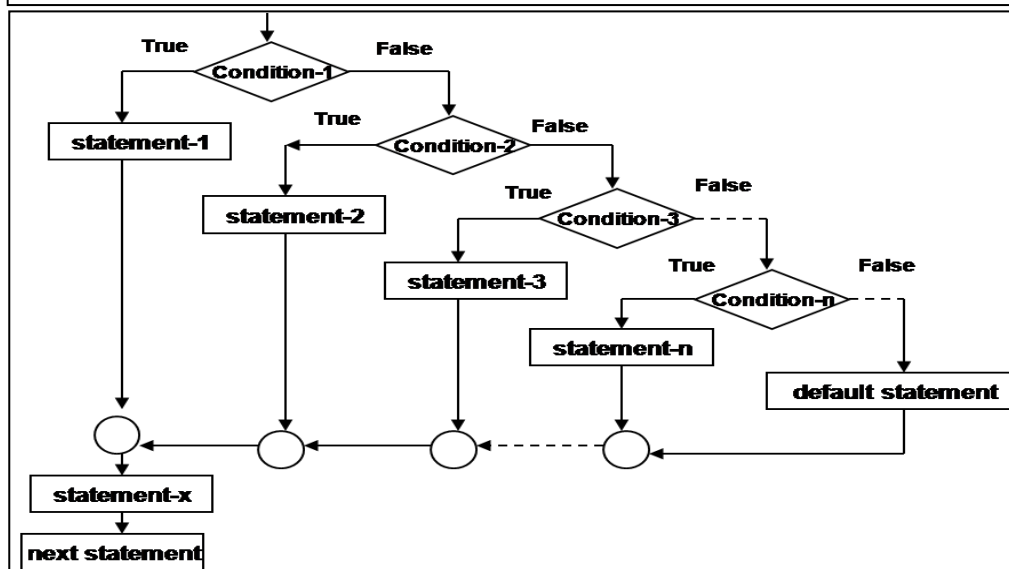 True
False
Condition-1
statement-1
True
False
Condition-2
statement-2
True
False
Condition-3
statement-3
True
False
Condition-n
statement-n
default statement
statement-x
next statement